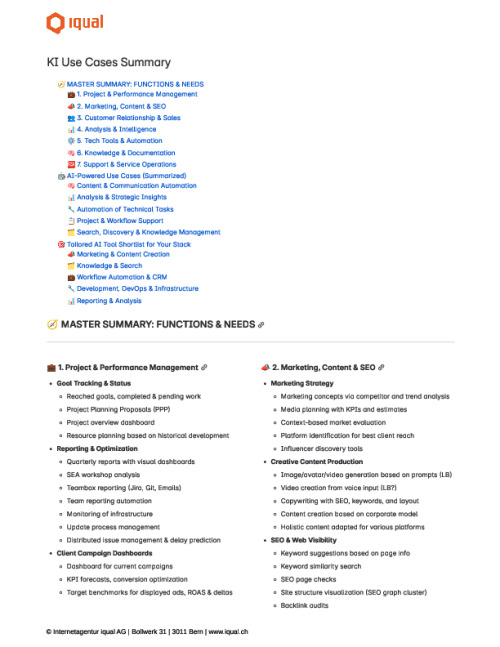 iqual
KI Use Cases Summary
🧭 MASTER SUMMARY: FUNCTIONS & NEEDS
💼 1. Project & Performance Management
📣 2. Marketing, Content & SEO
👥 3. Customer Relationship & Sales
📊 4. Analysis & Intelligence
⚙️ 5. Tech Tools & Automation
🧠 6. Knowledge & Documentation
☎️ 7. Support & Service Operations
🤖 AI-Powered Use Cases (Summarized)
🧠 Content & Communication Automation
📊 Analysis & Strategic Insights
🔧 Automation of Technical Tasks
📋 Project & Workflow Support
🗂️ Search, Discovery & Knowledge Management
🎯 Tailored AI Tool Shortlist for Your Stack
📣 Marketing & Content Creation
🗂️ Knowledge & Search
💼 Workflow Automation & CRM
🔧 Development, DevOps & Infrastructure
📊 Reporting & Analysis
🧭 MASTER SUMMARY: FUNCTIONS & NEEDS
💼 1. Project & Performance Management
• Goal Tracking & Status
◦ Reached goals, completed & pending work
◦ Project Planning Proposals (PPP)
◦ Project overview dashboard
◦ Resource planning based on historical development
• Reporting & Optimization
◦ Quarterly reports with visual dashboards
◦ SEA workshop analysis
◦ Teambox reporting (Jira, Git, Emails)
◦ Team reporting automation
◦ Monitoring of infrastructure
◦ Update process management
◦ Distributed issue management & delay prediction
• Client Campaign Dashboards
◦ Dashboard for current campaigns
◦ KPI forecasts, conversion optimization
◦ Target benchmarks for displayed ads, ROAS & deltas
📣 2. Marketing, Content & SEO
• Marketing Strategy
◦ Marketing concepts via competitor and trend analysis
◦ Media planning with KPIs and estimates
◦ Context-based market evaluation
◦ Platform identification for best client reach
◦ Influencer discovery tools
• Creative Content Production
◦ Image/avatar/video generation based on prompts (LB)
◦ Video creation from voice input (LB?)
◦ Copywriting with SEO, keywords, and layout
◦ Content creation based on corporate model
◦ Holistic content adapted for various platforms
• SEO & Web Visibility
◦ Keyword suggestions based on page info
◦ Keyword similarity search
◦ SEO page checks
◦ Site structure visualization (SEO graph cluster)
◦ Backlink audits
© Internetagentur iqual AG | Bollwerk 31 | 3011 Bern | www.iqual.ch